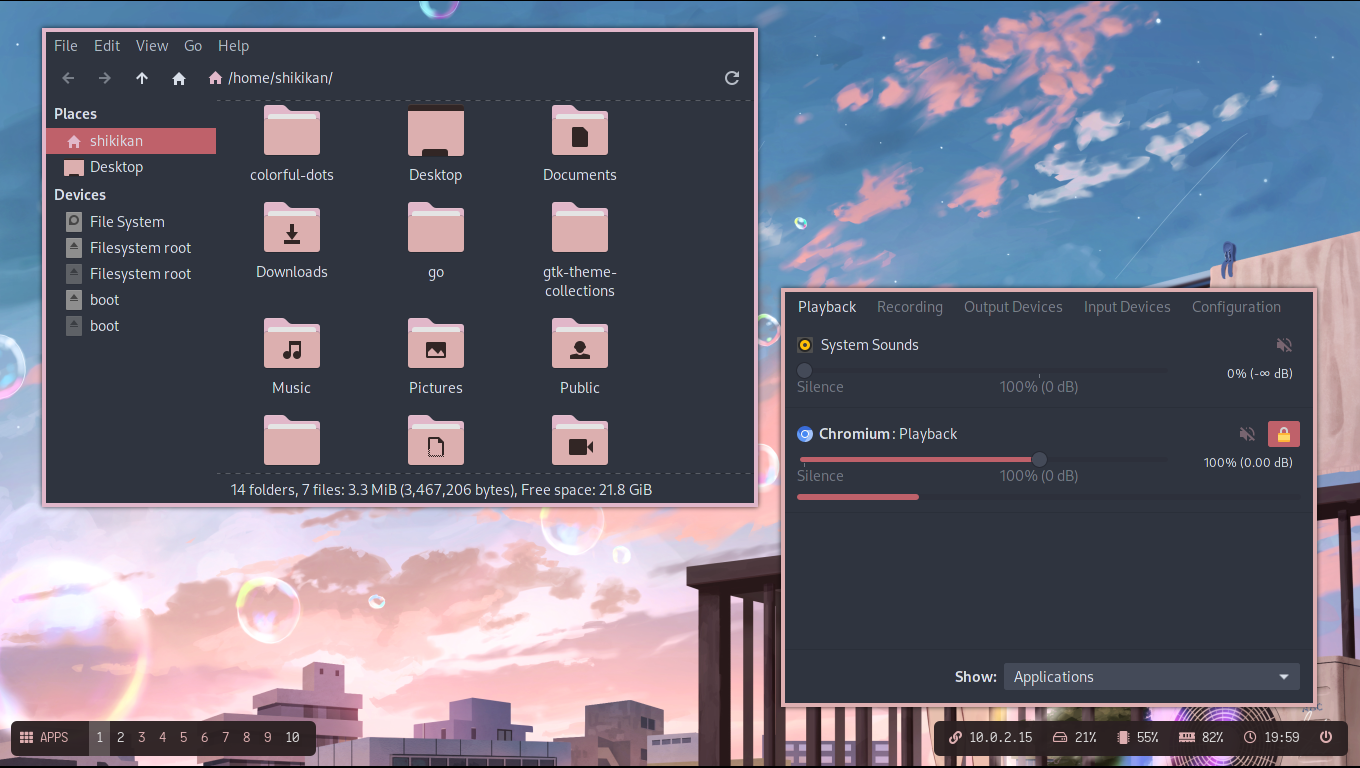 File Edit View Go Help
/home/shikikan/
Places
shikikan
Desktop
Devices
File System
Filesystem root
Filesystem root
boot
boot
colorful-dots Desktop Documents
Downloads go gtk-theme-
collections
Music Pictures Public
14 folders, 7 files: 3.3 MiB (3,467,206 bytes), Free space: 21.8 GiB
Playback Recording Output Devices Input Devices Configuration
System Sounds
0% (-∞ dB)
Silence 100% (0 dB)
Chromium: Playback
100% (0.00 dB)
Silence 100% (0 dB)
Show: Applications
APPS 1 2 3 4 5 6 7 8 9 10
10.0.2.15 21% 55% 82% 19:59